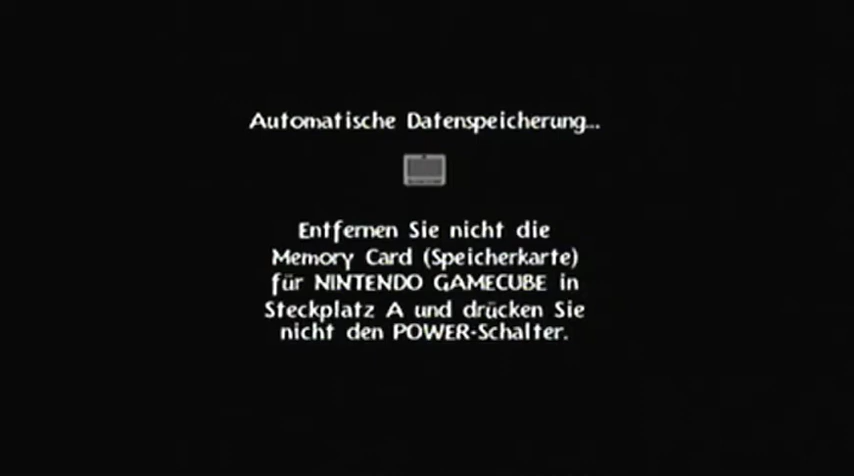 Automatische Datenspeicherung...
Entfernen Sie nicht die
Memory Card (Speicherkarte)
für NINTENDO GAMECUBE in
Steckplatz A und drücken Sie
nicht den POWER-Schalter.